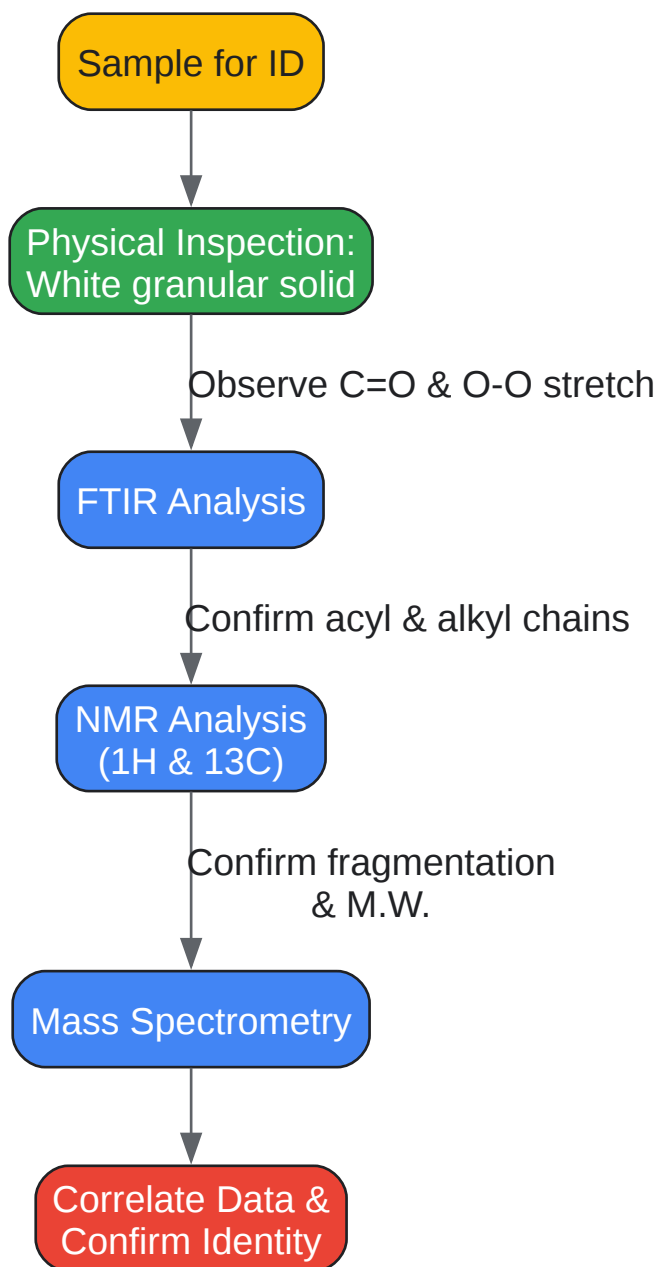 Sample for ID
Physical Inspection:
White granular solid
Observe C=O & O-O stretch
FTIR Analysis
Confirm acyl & alkyl chains
NMR Analysis
(1H & 13C)
Confirm fragmentation
& M.W.
Mass Spectrometry
Correlate Data &
Confirm Identity